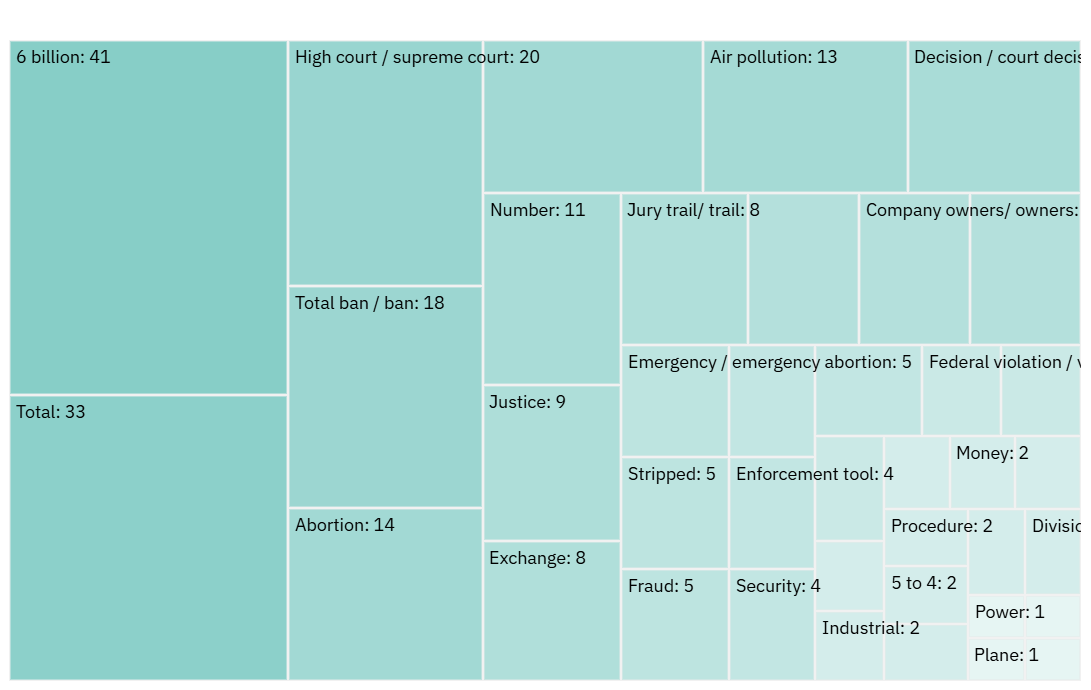 6 billion: 41
High court / supreme court: 20
Air pollution: 13
Decision / court
Number: 11
Jury trail/ trail: 8
Company owners/ owners:
Total ban / ban: 18
Emergency / emergency abortion: 5
Federal violation /
Justice: 9
Total: 33
Money: 2
Stripped: 5
Enforcement tool: 4
Abortion: 14
Procedure: 2
Exchange: 8
5 to 4: 2
Fraud: 5
Security: 4
Power: 1
Industrial: 2
Plane: 1